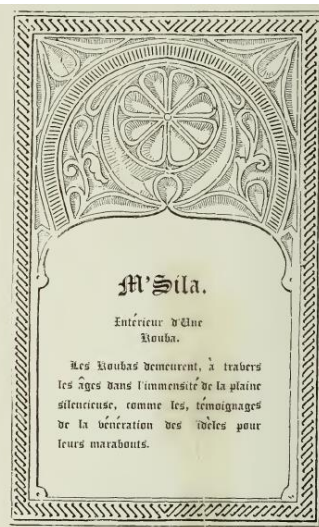 M'Sila.
Intérieur d'Une
Kouba.
Les Koubas demeurent, à travers
les âges dans l'immensité de la plaine
silencieuse, comme les, témoignages
de la vénération des idèles pour
leurs marabouts.